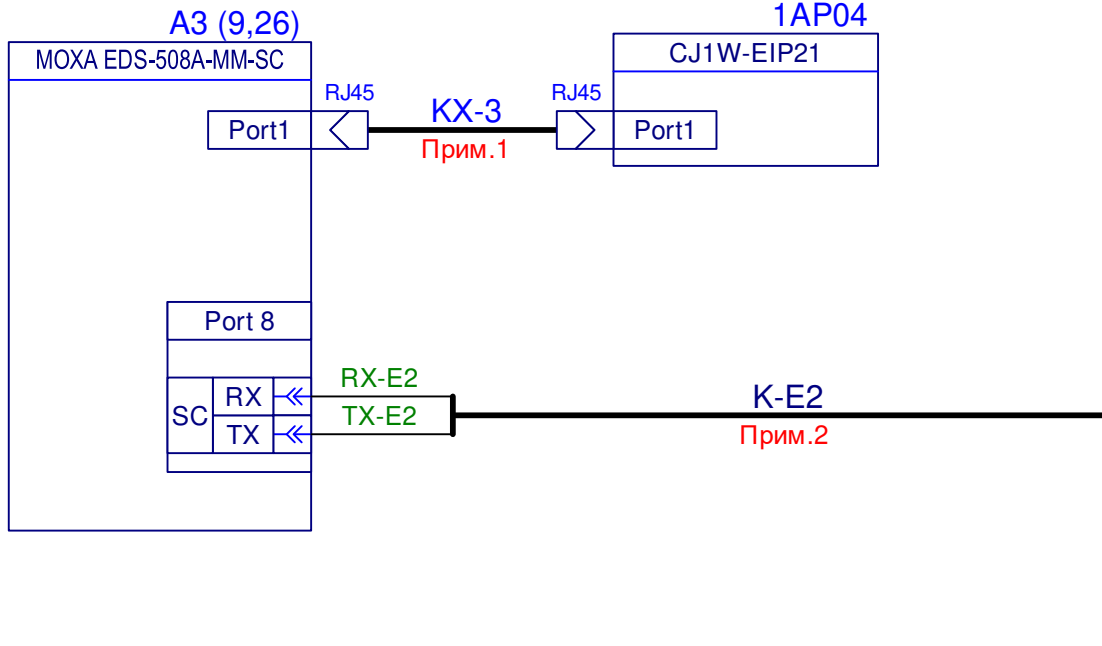 A3 (9,26)
1AP04
MOXA EDS-508A-MM-SC
CJ1W-EIP21
RJ45
KX-3
RJ45
Port1
Port1
Прим.1
Port 8
RX-E2
SC
RX
TX-E2
TX
K-E2
Прим.2